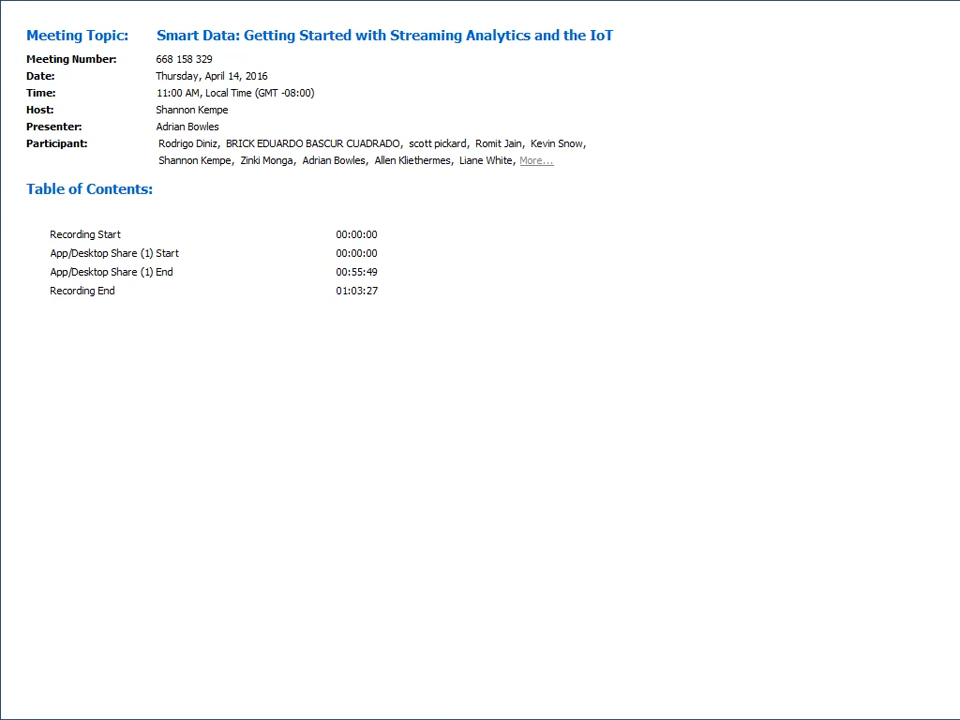 Meeting Topic: Smart Data: Getting Started with Streaming Analytics and the IoT
Meeting Number: 668 158 329
Date: Thursday, April 14, 2016
Time: 11:00 AM, Local Time (GMT -08:00)
Host: Shannon Kempe
Presenter: Adrian Bowles
Participant: Rodrigo Diniz, BRICK EDUARDO BASCUR CUADRADO, scott pickard, Romit Jain, Kevin Snow,
Shannon Kempe, Zinki Monga, Adrian Bowles, Allen Kliethermes, Liane White, More...
Table of Contents:
Recording Start 00:00:00
App/Desktop Share (1) Start 00:00:00
App/Desktop Share (1) End 00:55:49
Recording End 01:03:27